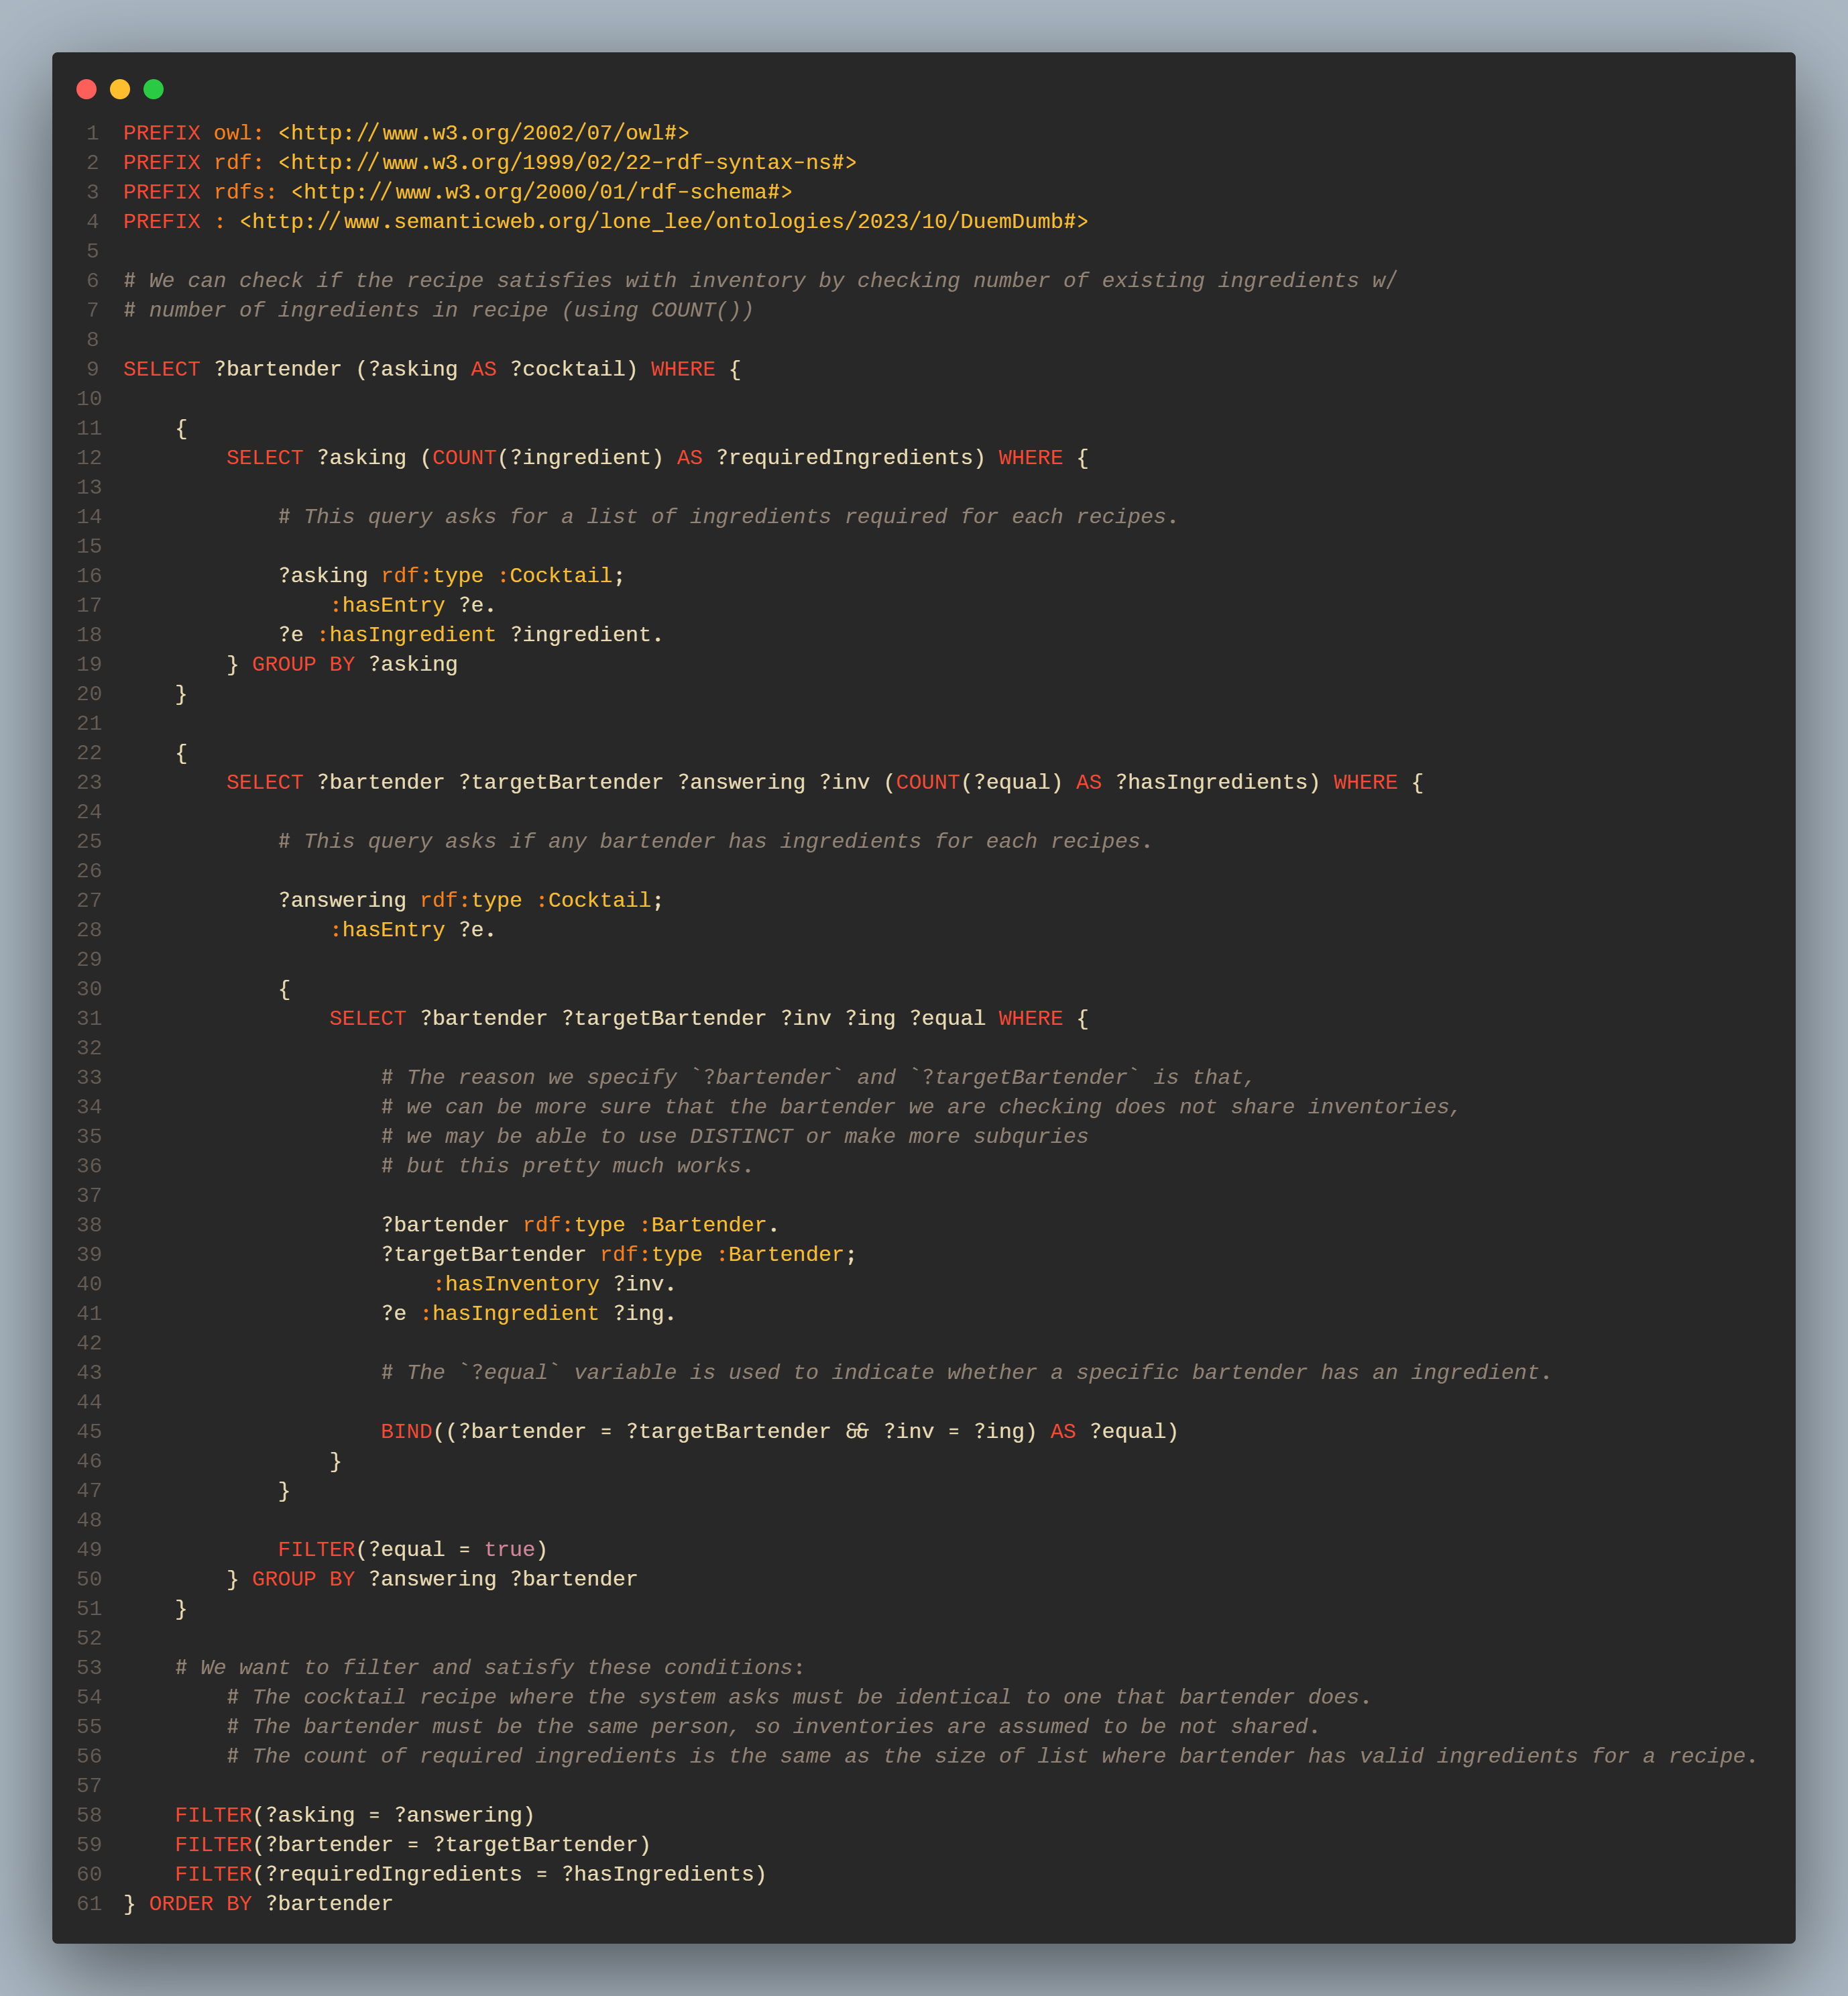 1 PREFIX owl: <http://www.w3.org/2002/07/owl#>
2 PREFIX rdf: <http://www.w3.org/1999/02/22-rdf-syntax-ns#>
3 PREFIX rdfs: <http://www.w3.org/2000/01/rdf-schema#>
4 PREFIX : <http://www.semanticweb.org/lone_lee/ontologies/2023/10/DuemDumb#>
5
6 # We can check if the recipe satisfies with inventory by checking number of existing ingredients w/
7 # number of ingredients in recipe (using COUNT())
8
9 SELECT ?bartender (?asking AS ?cocktail) WHERE {
10
11     {
12         SELECT ?asking (COUNT(?ingredient) AS ?requiredIngredients) WHERE {
13
14             # This query asks for a list of ingredients required for each recipes.
15
16             ?asking rdf:type :Cocktail;
17                 :hasEntry ?e.
18             ?e :hasIngredient ?ingredient.
19         } GROUP BY ?asking
20     }
21
22     {
23         SELECT ?bartender ?targetBartender ?answering ?inv (COUNT(?equal) AS ?hasIngredients) WHERE {
24
25             # This query asks if any bartender has ingredients for each recipes.
26
27             ?answering rdf:type :Cocktail;
28                 :hasEntry ?e.
29
30             {
31                 SELECT ?bartender ?targetBartender ?inv ?ing ?equal WHERE {
32
33                     # The reason we specify `?bartender` and `?targetBartender` is that,
34                     # we can be more sure that the bartender we are checking does not share inventories,
35                     # we may be able to use DISTINCT or make more subquries
36                     # but this pretty much works.
37
38                     ?bartender rdf:type :Bartender.
39                     ?targetBartender rdf:type :Bartender;
40                         :hasInventory ?inv.
41                     ?e :hasIngredient ?ing.
42
43                     # The `?equal` variable is used to indicate whether a specific bartender has an ingredient.
44
45                     BIND((?bartender = ?targetBartender && ?inv = ?ing) AS ?equal)
46                 }
47             }
48
49             FILTER(?equal = true)
50         } GROUP BY ?answering ?bartender
51     }
52
53     # We want to filter and satisfy these conditions:
54         # The cocktail recipe where the system asks must be identical to one that bartender does.
55         # The bartender must be the same person, so inventories are assumed to be not shared.
56         # The count of required ingredients is the same as the size of list where bartender has valid ingredients for a recipe.
57
58     FILTER(?asking = ?answering)
59     FILTER(?bartender = ?targetBartender)
60     FILTER(?requiredIngredients = ?hasIngredients)
61 } ORDER BY ?bartender